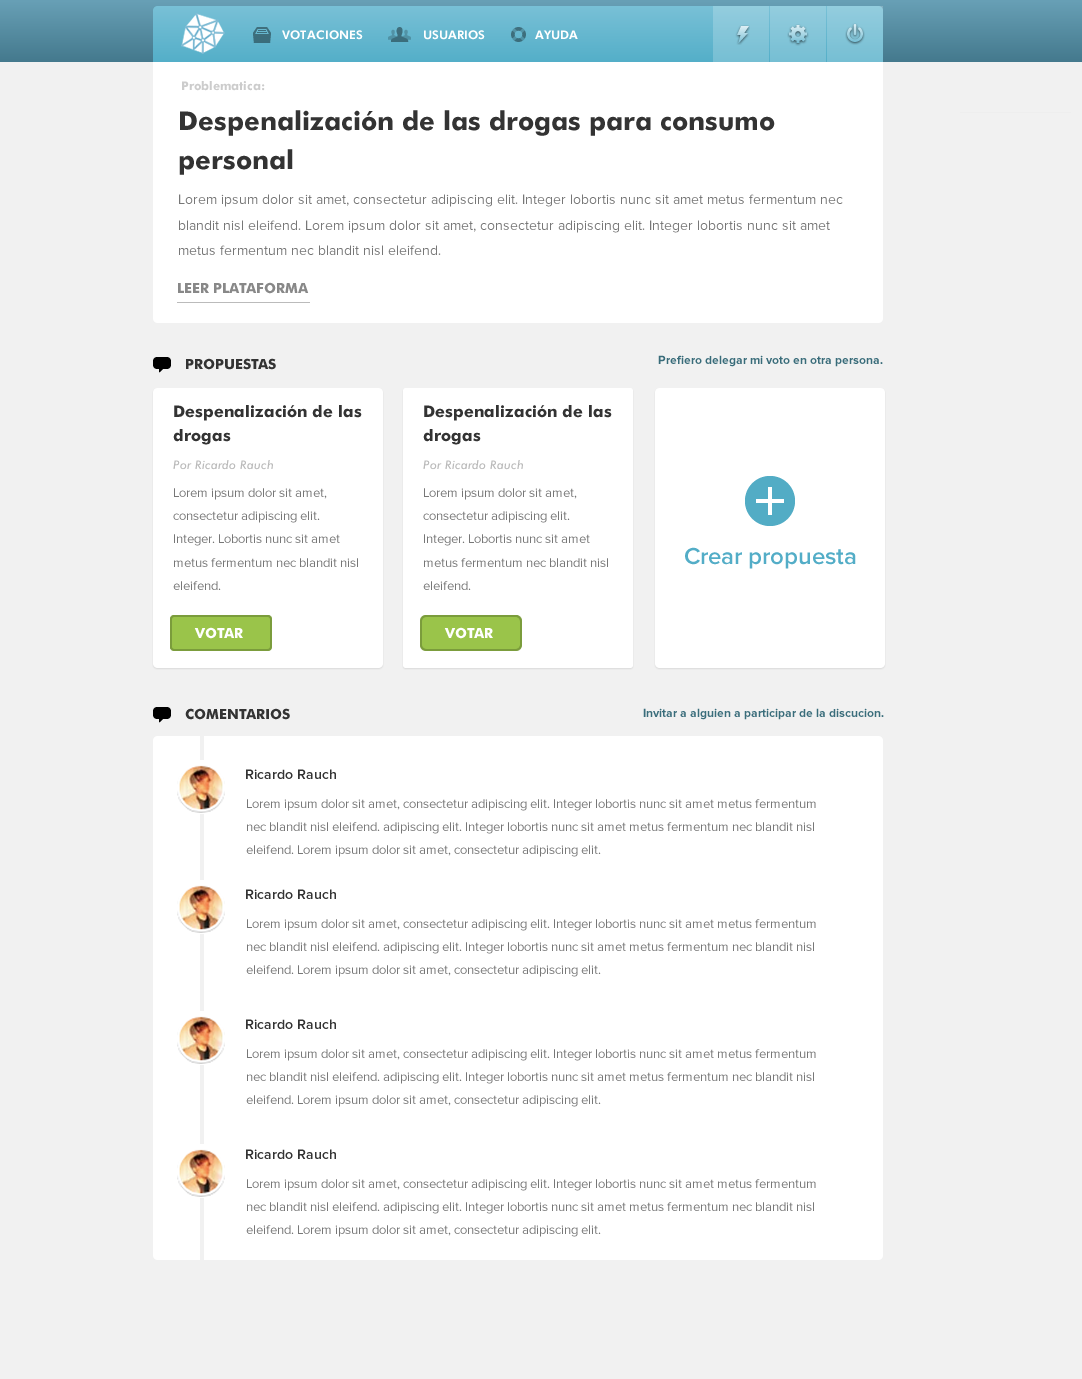 VOTACIONES
USUARIOS
AYUDA
Problematica:
Despenalización de las drogas para consumo
personal
Lorem ipsum dolor sit amet, consectetur adipiscing elit. Integer lobortis nunc sit amet metus fermentum nec
blandit nisl eleifend. Lorem ipsum dolor sit amet, consectetur adipiscing elit. Integer lobortis nunc sit amet
metus fermentum nec blandit nisl eleifend.
LEER PLATAFORMA
PROPUESTAS
Prefiero delegar mi voto en otra persona.
Despenalización de las
drogas
Por Ricardo Rauch
Lorem ipsum dolor sit amet,
consectetur adipiscing elit.
Integer. Lobortis nunc sit amet
metus fermentum nec blandit nisl
eleifend.
VOTAR
Despenalización de las
drogas
Por Ricardo Rauch
Lorem ipsum dolor sit amet,
consectetur adipiscing elit.
Integer. Lobortis nunc sit amet
metus fermentum nec blandit nisl
eleifend.
VOTAR
Crear propuesta
COMENTARIOS
Invitar a alguien a participar de la discucion.
Ricardo Rauch
Lorem ipsum dolor sit amet, consectetur adipiscing elit. Integer lobortis nunc sit amet metus fermentum
nec blandit nisl eleifend. adipiscing elit. Integer lobortis nunc sit amet metus fermentum nec blandit nisl
eleifend. Lorem ipsum dolor sit amet, consectetur adipiscing elit.
Ricardo Rauch
Lorem ipsum dolor sit amet, consectetur adipiscing elit. Integer lobortis nunc sit amet metus fermentum
nec blandit nisl eleifend. adipiscing elit. Integer lobortis nunc sit amet metus fermentum nec blandit nisl
eleifend. Lorem ipsum dolor sit amet, consectetur adipiscing elit.
Ricardo Rauch
Lorem ipsum dolor sit amet, consectetur adipiscing elit. Integer lobortis nunc sit amet metus fermentum
nec blandit nisl eleifend. adipiscing elit. Integer lobortis nunc sit amet metus fermentum nec blandit nisl
eleifend. Lorem ipsum dolor sit amet, consectetur adipiscing elit.
Ricardo Rauch
Lorem ipsum dolor sit amet, consectetur adipiscing elit. Integer lobortis nunc sit amet metus fermentum
nec blandit nisl eleifend. adipiscing elit. Integer lobortis nunc sit amet metus fermentum nec blandit nisl
eleifend. Lorem ipsum dolor sit amet, consectetur adipiscing elit.